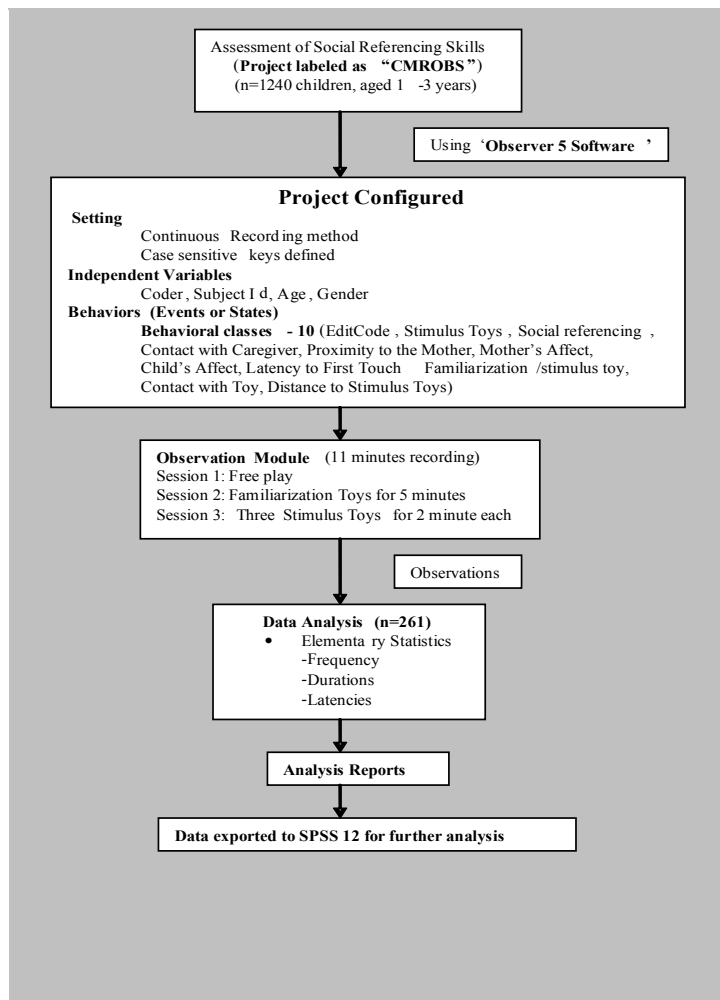 Assessment of Social Referencing Skills
(Project labeled as “CMROBS”)
(n=1240 children, aged 1 -3 years)
Using ‘Observer 5 Software ’
Project Configured
Setting
Continuous Recording method
Case sensitive keys defined
Independent Variables
Coder, Subject Id, Age, Gender
Behaviors (Events or States)
Behavioral classes - 10 (EditCode, Stimulus Toys, Social referencing,
Contact with Caregiver, Proximity to the Mother, Mother’s Affect,
Child’s Affect, Latency to First Touch Familiarization /stimulus toy,
Contact with Toy, Distance to Stimulus Toys)
Observation Module (11 minutes recording)
Session 1: Free play
Session 2: Familiarization Toys for 5 minutes
Session 3: Three Stimulus Toys for 2 minute each
Observations
Data Analysis (n=261)
• Elementary Statistics
-Frequency
-Durations
-Latencies
Analysis Reports
Data exported to SPSS 12 for further analysis